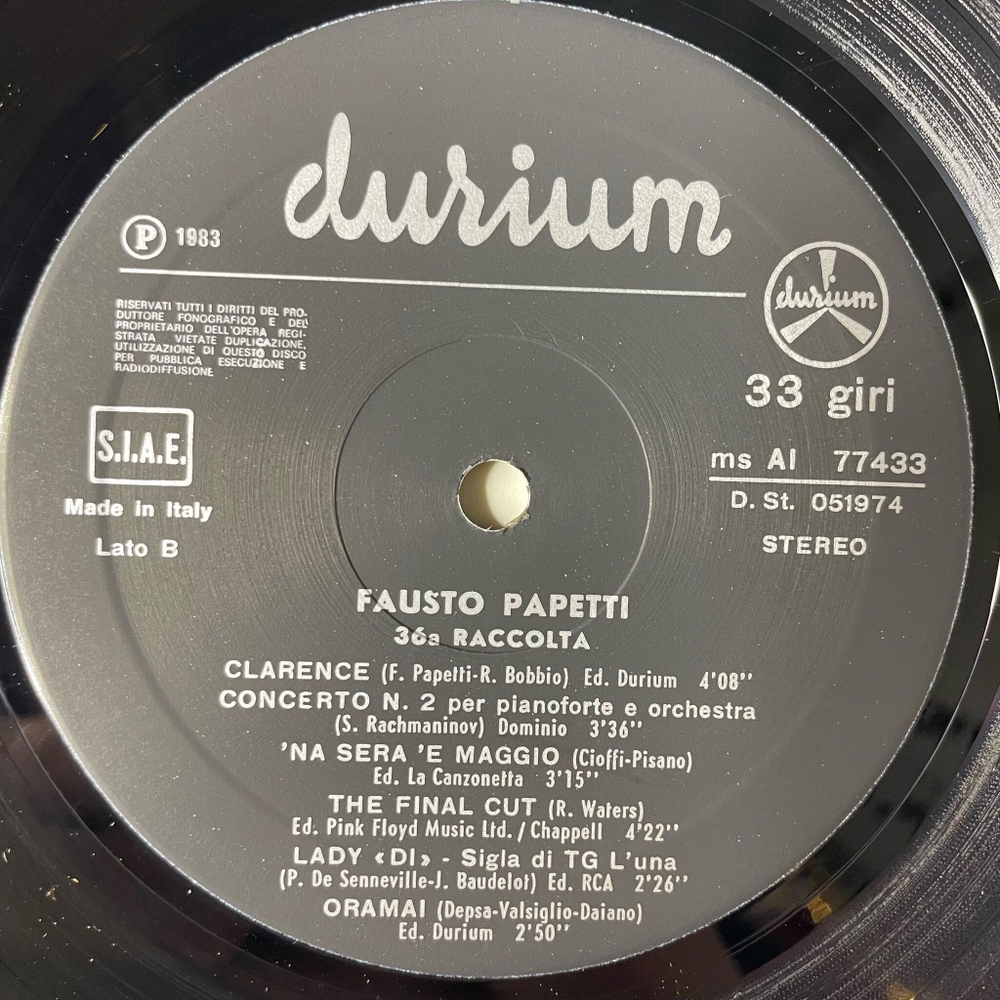 durium
P 1983
durium
RISERVATI TUTTI I DIRITTI DEL PRO-
DUTTORE FONOGRAFICO E DEL
PROPRIETARIO DELL'OPERA REGI-
STRATA VIETATE DUPLICAZIONE,
UTILIZZAZIONE DI QUESTO DISCO
PER PUBBLICA ESECUZIONE E
RADIODIFFUSIONE
33 giri
S.I.A.E.
ms AI 77433
Made in Italy
D. St. 051974
Lato B
STEREO
FAUSTO PAPETTI
36a RACCOLTA
CLARENCE (F. Papetti-R. Bobbio) Ed. Durium 4'08''
CONCERTO N. 2 per pianoforte e orchestra
(S. Rachmaninov) Dominio 3'36''
'NA SERA 'E MAGGIO (Cioffi-Pisano)
Ed. La Canzonetta 3'15''
THE FINAL CUT (R. Waters)
Ed. Pink Floyd Music Ltd. / Chappell 4'22''
LADY «DI» - Sigla di TG L'una
(P. De Senneville-J. Baudelot) Ed. RCA 2'26''
ORAMAI (Depsa-Valsiglio-Daiano)
Ed. Durium 2'50''